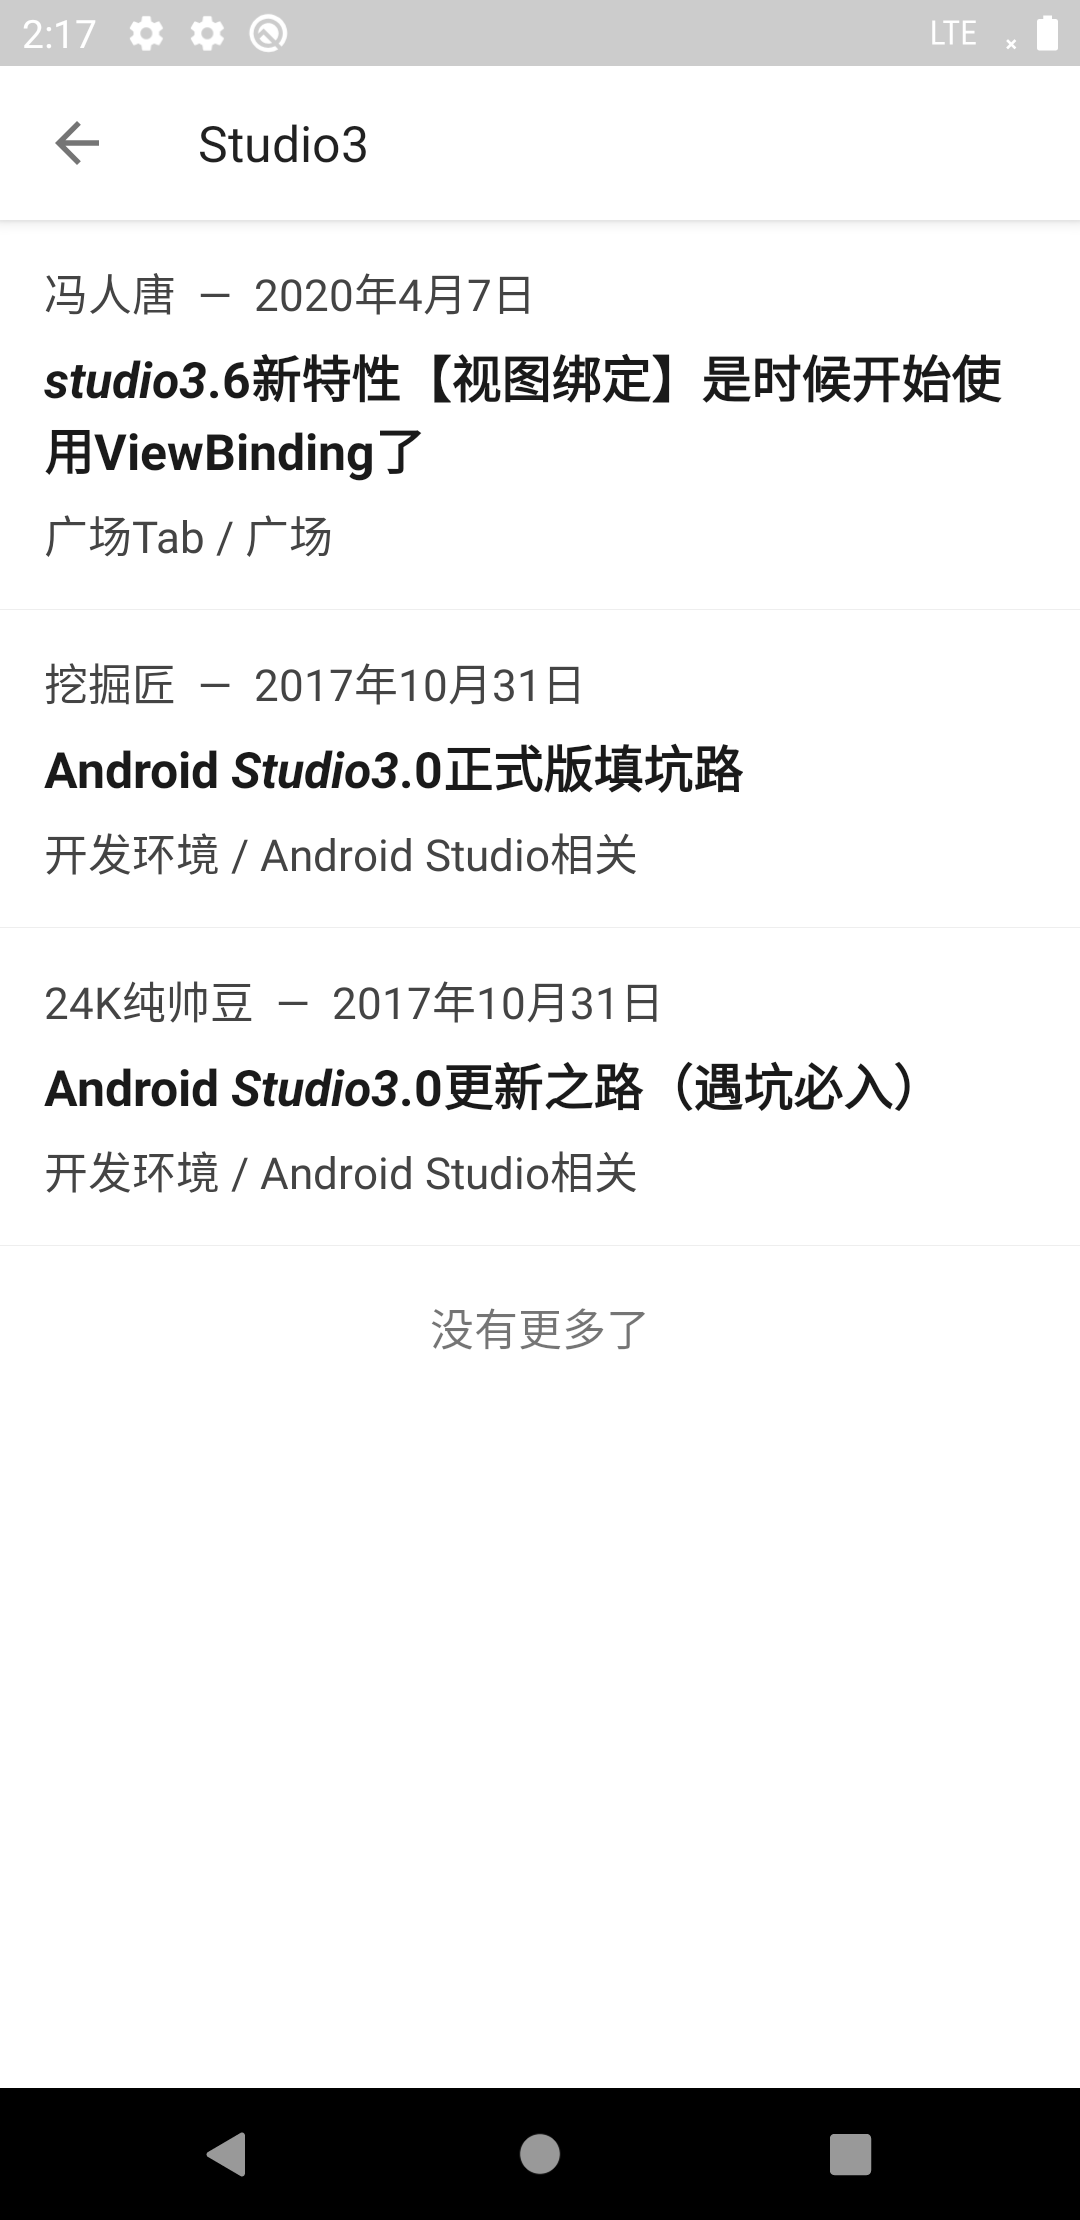 2:17
LTE
Studio3
冯人唐 — 2020年4月7日
studio3.6新特性【视图绑定】是时候开始使
用ViewBinding了
广场Tab / 广场
挖掘匠 — 2017年10月31日
Android Studio3.0正式版填坑路
开发环境 / Android Studio相关
24K纯帅豆 — 2017年10月31日
Android Studio3.0更新之路（遇坑必入）
开发环境 / Android Studio相关
没有更多了